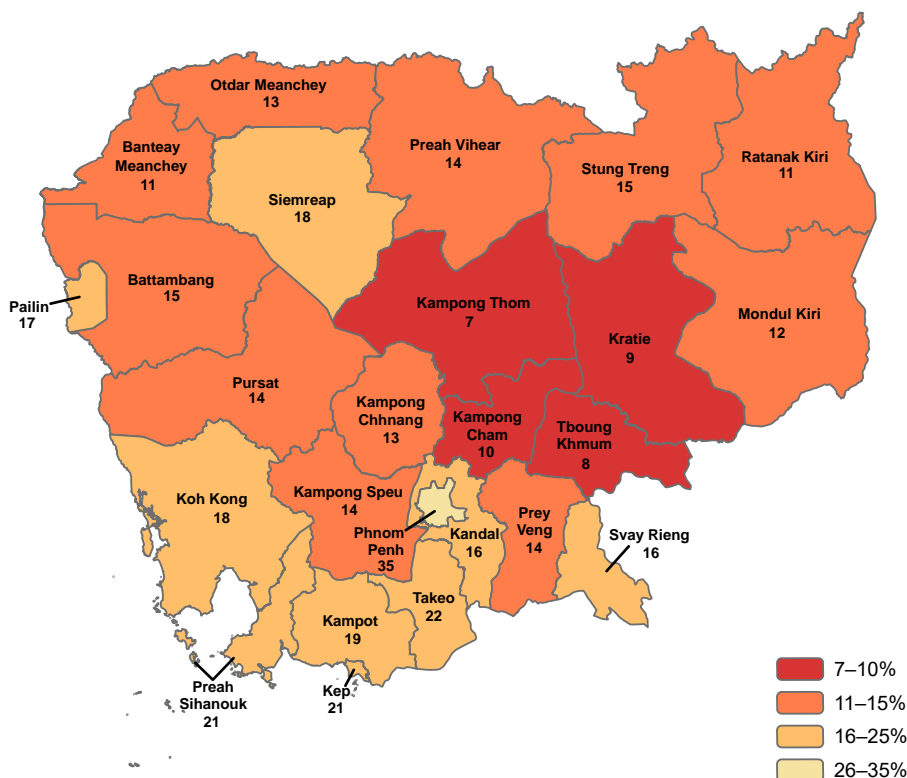 Otdar Meanchey
13
Banteay
Meanchey
11
Siemreap
18
Preah Vihear
14
Stung Treng
15
Ratanak Kiri
11
Battambang
15
Pailin
17
Kampong Thom
7
Kratie
9
Mondul Kiri
12
Pursat
14
Kampong
Chhnang
13
Kampong
Cham
10
Tboung
Khmum
8
Koh Kong
18
Kampong Speu
14
Phnom
Penh
35
Kandal
16
Prey
Veng
14
Svay Rieng
16
Takeo
22
Kampot
19
Preah
Sihanouk
21
Kep
21
7–10%
11–15%
16–25%
26–35%